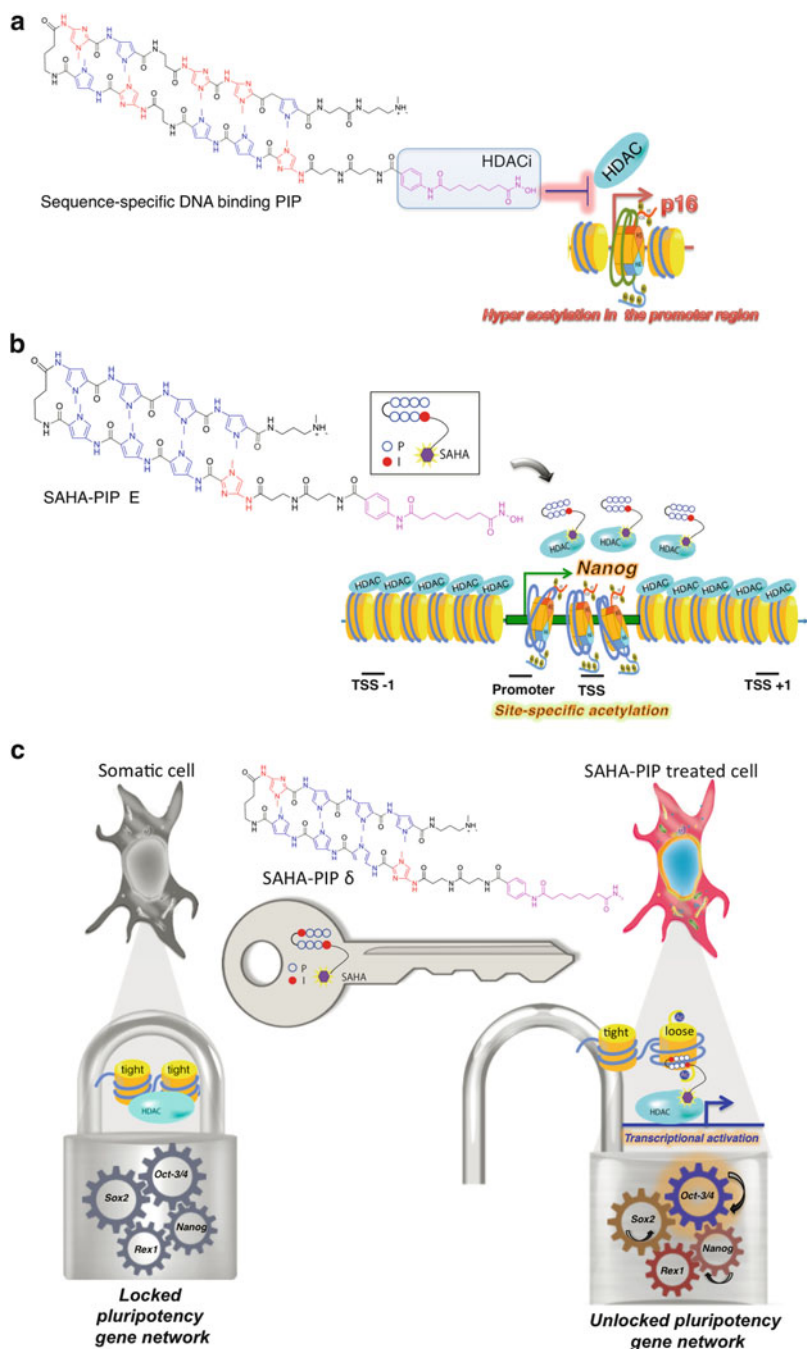 a
HDACi
HDAC
p16
Sequence-specific DNA binding PIP
Hyper acetylation in the promoter region
b
P
I
SAHA
SAHA-PIP E
HDAC
HDAC
HDAC
Nanog
HDAC HDAC HDAC HDAC HDAC
HDAC HDAC HDAC HDAC HDAC
TSS -1
Promoter
TSS
TSS +1
Site-specific acetylation
c
Somatic cell
SAHA-PIP treated cell
SAHA-PIP δ
P
I
SAHA
tight
tight
HDAC
tight
loose
HDAC
Transcriptional activation
Oct-3/4
Sox2
Nanog
Rex1
Oct-3/4
Sox2
Nanog
Rex1
Locked
pluripotency
gene network
Unlocked pluripotency
gene network